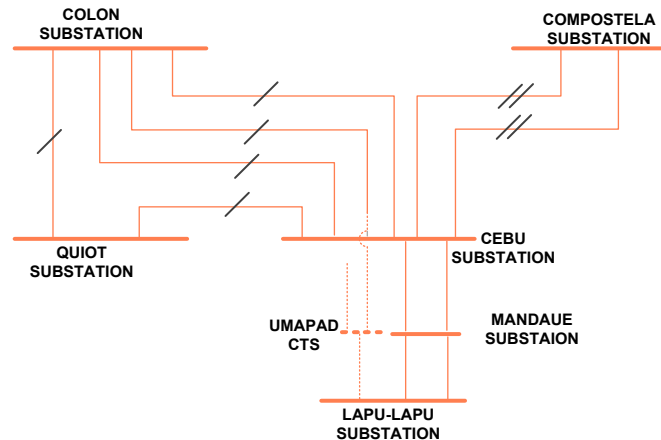 COLON
SUBSTATION
COMPOSTELA
SUBSTATION
QUIOT
SUBSTATION
CEBU
SUBSTATION
UMAPAD
CTS
MANDAUE
SUBSTAION
LAPU-LAPU
SUBSTATION